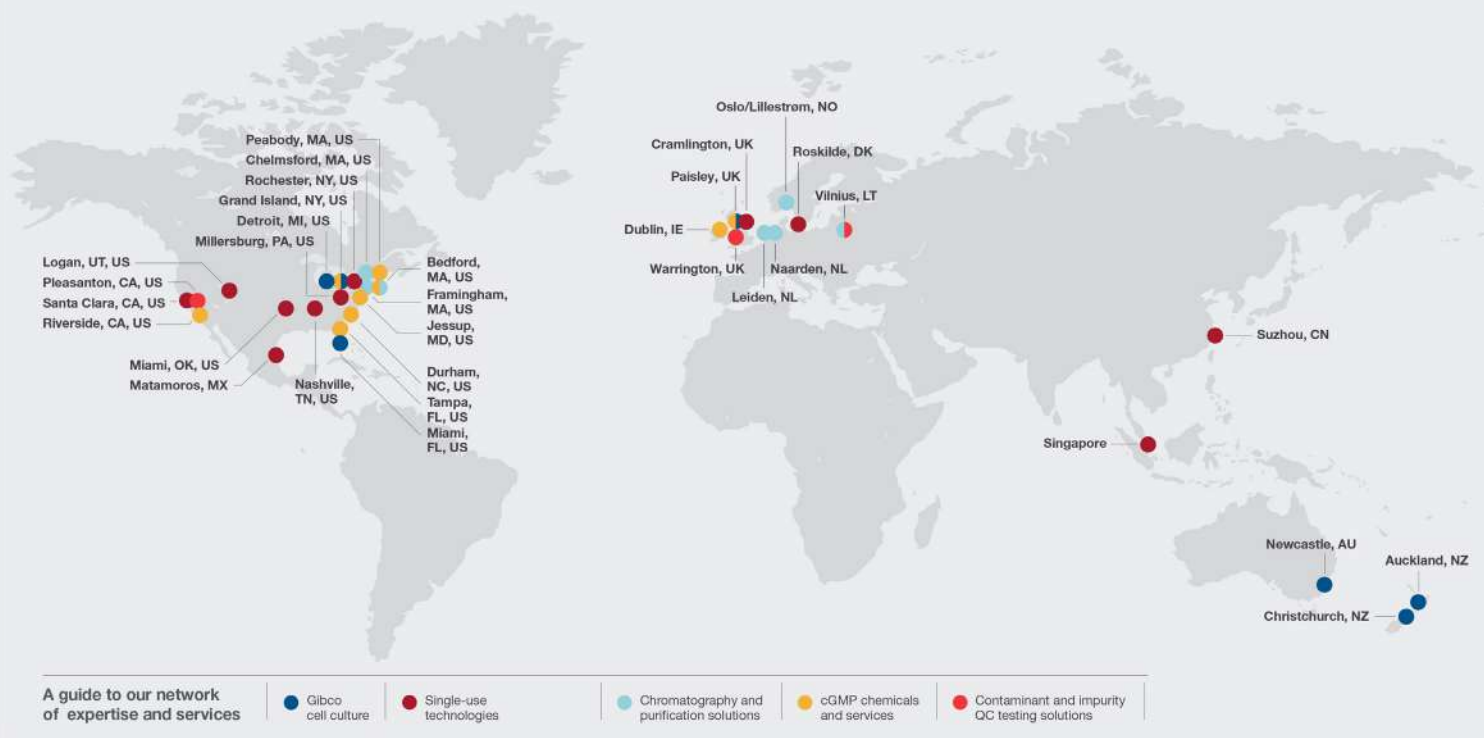 Oslo/Lillestrøm, NO
Peabody, MA, US
Cramlington, UK
Roskilde, DK
Chelmsford, MA, US
Rochester, NY, US
Paisley, UK
Vilnius, LT
Grand Island, NY, US
Detroit, MI, US
Dublin, IE
Millersburg, PA, US
Logan, UT, US
Bedford,
MA, US
Warrington, UK
Naarden, NL
Pleasanton, CA, US
Framingham,
MA, US
Leiden, NL
Santa Clara, CA, US
Riverside, CA, US
Jessup,
MD, US
Suzhou, CN
Miami, OK, US
Matamoros, MX
Nashville,
TN, US
Durham,
NC, US
Tampa,
FL, US
Miami,
FL, US
Singapore
Newcastle, AU
Auckland, NZ
Christchurch, NZ
A guide to our network
of expertise and services
Gibco
cell culture
Single-use
technologies
Chromatography and
purification solutions
cGMP chemicals
and services
Contaminant and impurity
QC testing solutions